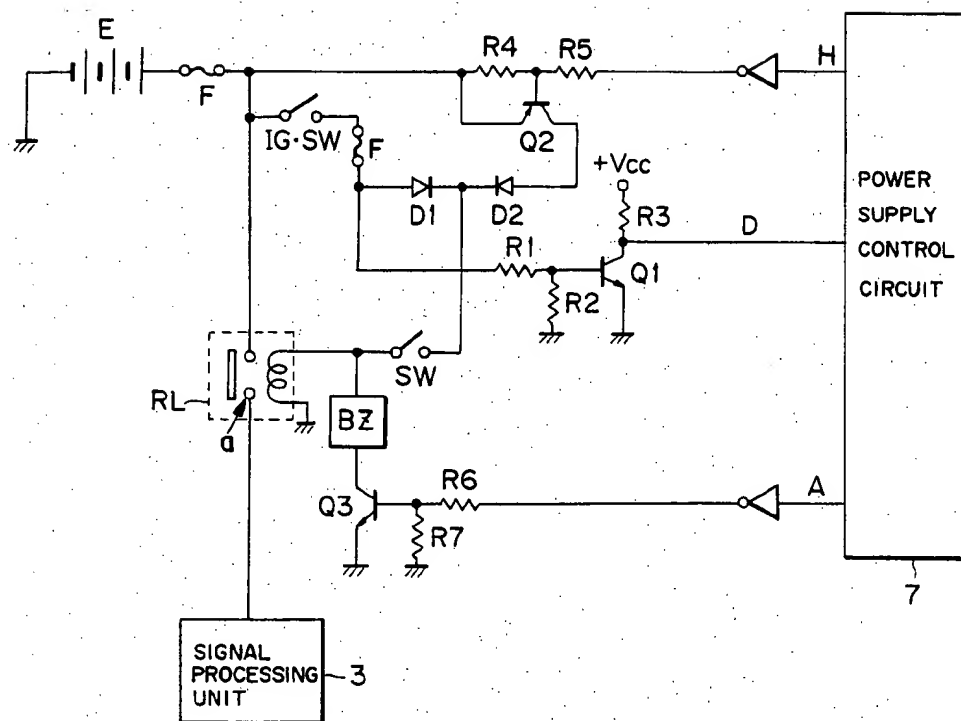 E
F
IG·SW
F
R4
R5
H
Q2
+Vcc
D1
D2
R3
D
R1
Q1
R2
POWER
SUPPLY
CONTROL
CIRCUIT
SW
RL
a
BZ
Q3
R6
A
R7
7
SIGNAL
PROCESSING
UNIT
3